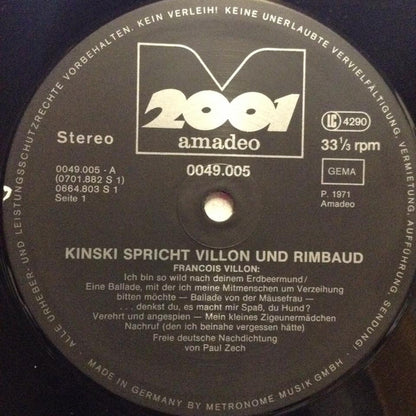 ALLE URHEBER- UND LEISTUNGSSCHUTZRECHTE VORBEHALTEN. KEIN VERLEIH! KEINE UNERLAUBTE VERVIELFÄLTIGUNG, VERMIETUNG, AUFFÜHRUNG, SENDUNG!
2001
amadeo
LC 4290
Stereo
33 1/3 rpm
0049.005
0049.005 - A
(0701.882 S 1)
0664.803 S 1
Seite 1
GEMA
P. 1971
Amadeo
KINSKI SPRICHT VILLON UND RIMBAUD
FRANCOIS VILLON:
Ich bin so wild nach deinem Erdbeermund/
Eine Ballade, mit der ich meine Mitmenschen um Verzeihung
bitten möchte — Ballade von der Mäusefrau —
. . . denkst du, es macht mir Spaß, du Hund?
Verehrt und angespien — Mein kleines Zigeunermädchen
Nachruf (den ich beinahe vergessen hätte)
Freie deutsche Nachdichtung
von Paul Zech
MADE IN GERMANY BY METRONOME MUSIK GMBH